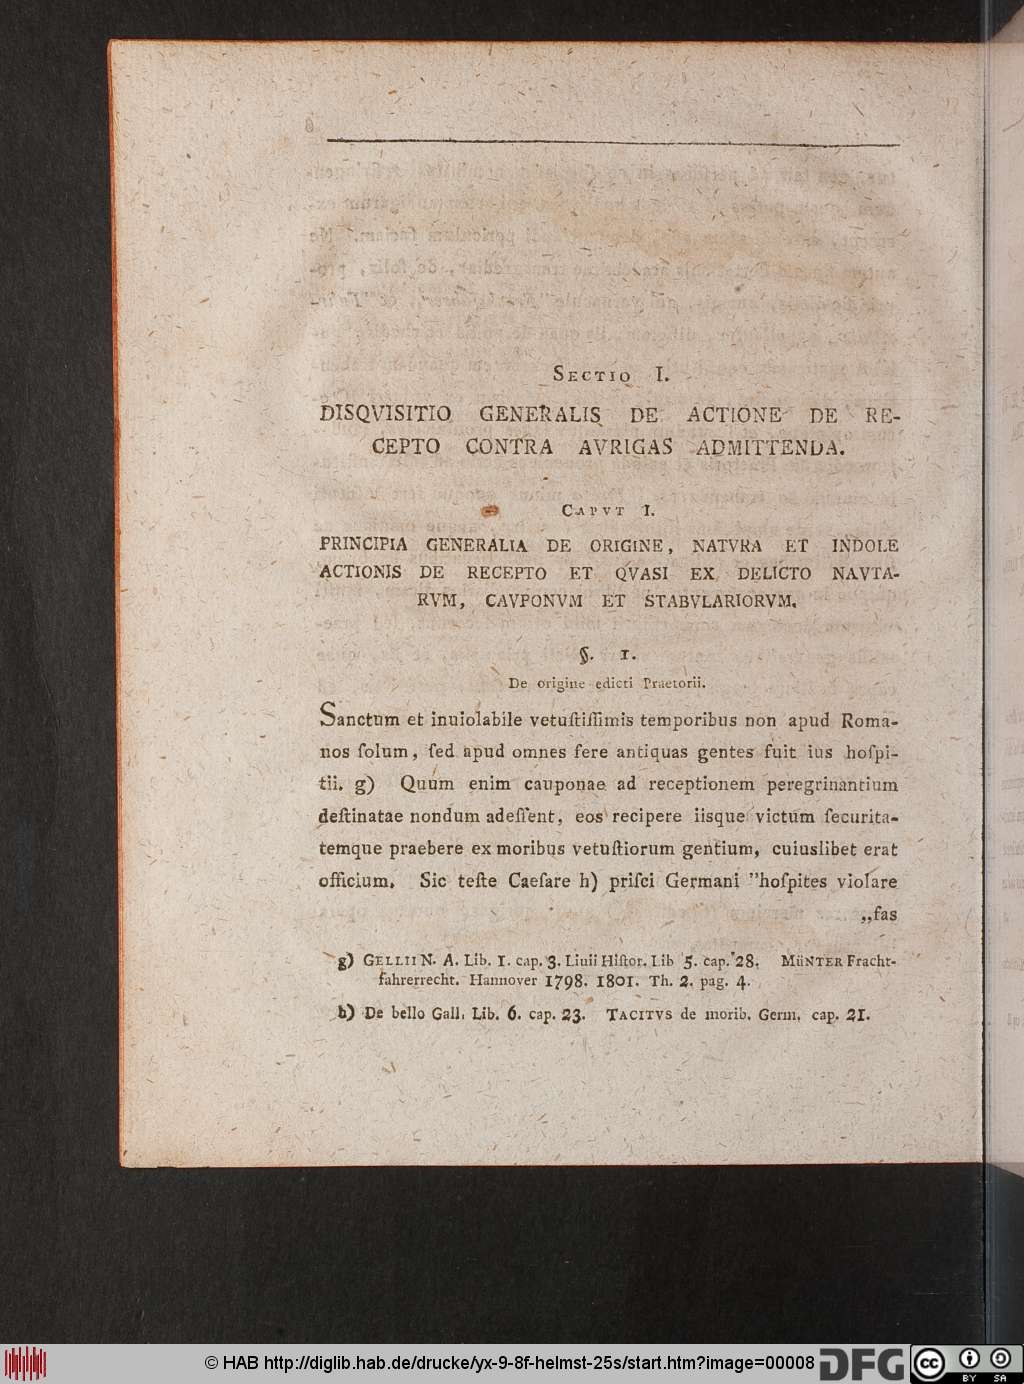 Sectio I.
DISQVISITIO GENERALIS DE ACTIONE DE RE-
CEPTO CONTRA AVRIGAS ADMITTENDA.
Capvt I.
PRINCIPIA GENERALIA DE ORIGINE, NATVRA ET INDOLE
ACTIONIS DE RECEPTO ET QVASI EX DELICTO NAVTA-
RVM, CAVPONVM ET STABVLARIORVM.
§. 1.
De origine edicti Praetorii.
Sanctum et inuiolabile vetuſtiſſimis temporibus non apud Roma-
nos ſolum, ſed apud omnes fere antiquas gentes fuit ius hoſpi-
tii. g) Quum enim cauponae ad receptionem peregrinantium
deſtinatae nondum adeſſent, eos recipere iisque victum ſecurita-
temque praebere ex moribus vetuſtiorum gentium, cuiuslibet erat
officium. Sic teſte Caeſare h) priſci Germani ”hoſpites violare
„fas
g) GELLII N. A. Lib. 1. cap. 3. Liuii Hiſtor. Lib 5. cap. 28. MüNTER Fracht-
fahrerrecht. Hannover 1798. 1801. Th. 2. pag. 4.
h) De bello Gall. Lib. 6. cap. 23. TACITVS de morib. Germ. cap. 21.
© HAB http://diglib.hab.de/drucke/yx-9-8f-helmst-25s/start.htm?image=00008
DFG
cc BY SA